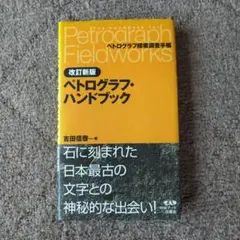 Petrograph
Fieldworks
ペトログラフ探索調査手帳
改訂新版
ペトログラフ・
ハンドブック
吉田信啓=著
石に刻まれた
日本最古の
文字との
神秘的な出会い!